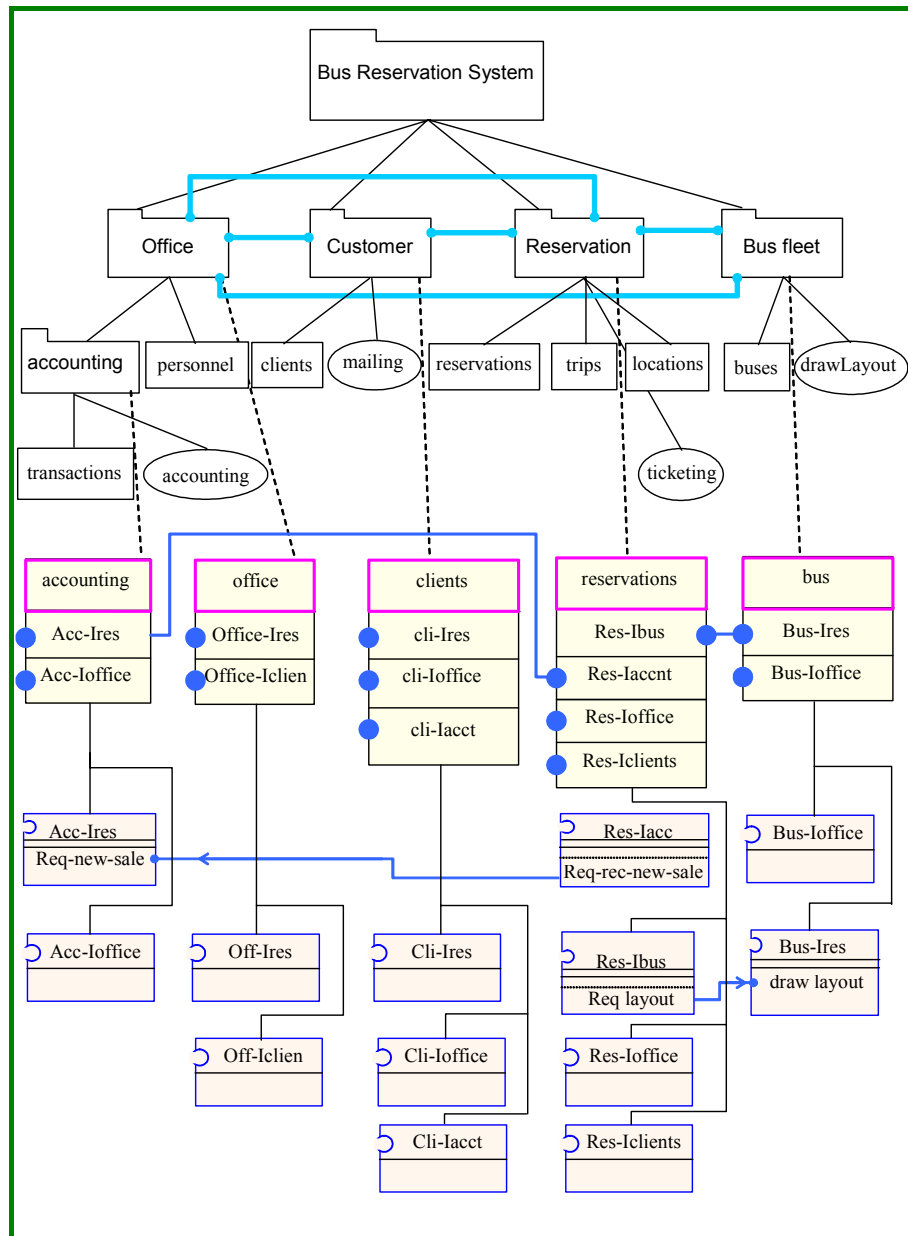 Bus Reservation System
Office
Customer
Reservation
Bus fleet
accounting
personnel
clients
mailing
reservations
trips
locations
buses
drawLayout
transactions
accounting
ticketing
accounting
office
clients
reservations
bus
Acc-Ires
Office-Ires
cli-Ires
Res-Ibus
Bus-Ires
Acc-Ioffice
Office-Iclien
cli-Ioffice
Res-Iaccnt
Bus-Ioffice
cli-Iacct
Res-Ioffice
Res-Iclients
Acc-Ires
Req-new-sale
Res-Iacc
Req-rec-new-sale
Bus-Ioffice
Acc-Ioffice
Off-Ires
Cli-Ires
Res-Ibus
Req layout
Bus-Ires
draw layout
Off-Iclien
Cli-Ioffice
Res-Ioffice
Cli-Iacct
Res-Iclients